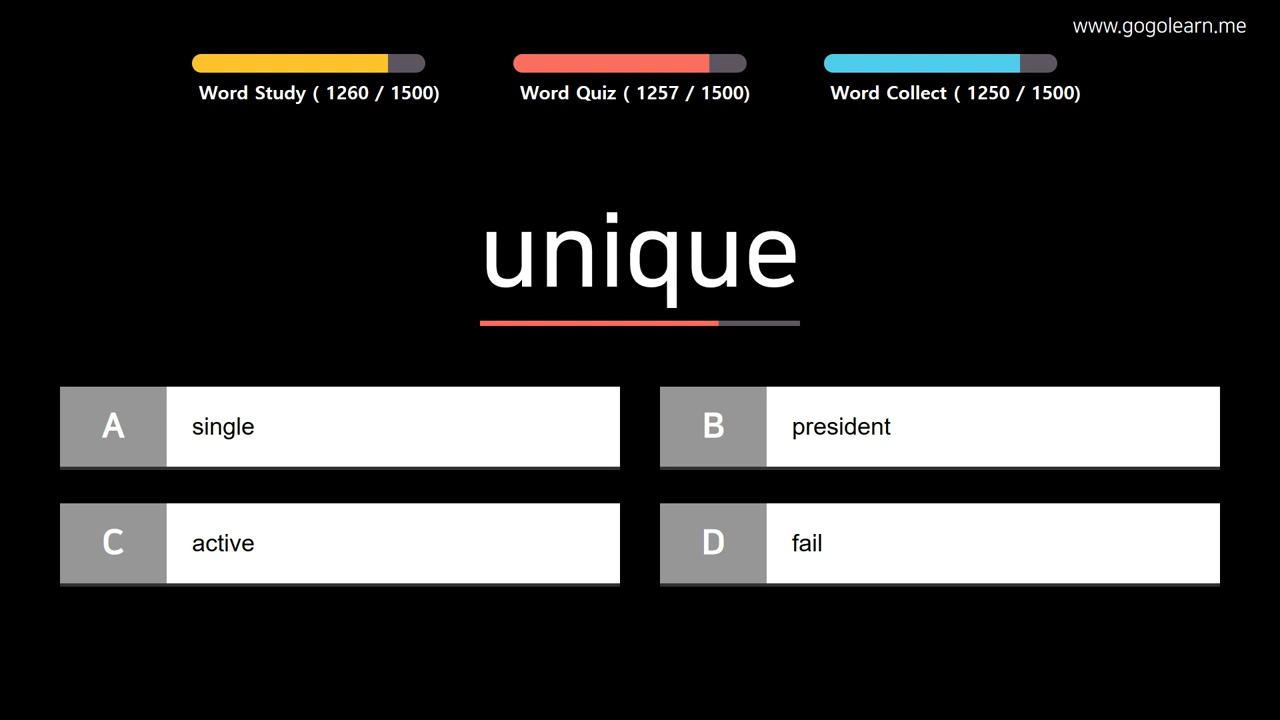 www.gogolearn.me
Word Study ( 1260 / 1500)
Word Quiz ( 1257 / 1500)
Word Collect ( 1250 / 1500)
unique
A single
B president
C active
D fail